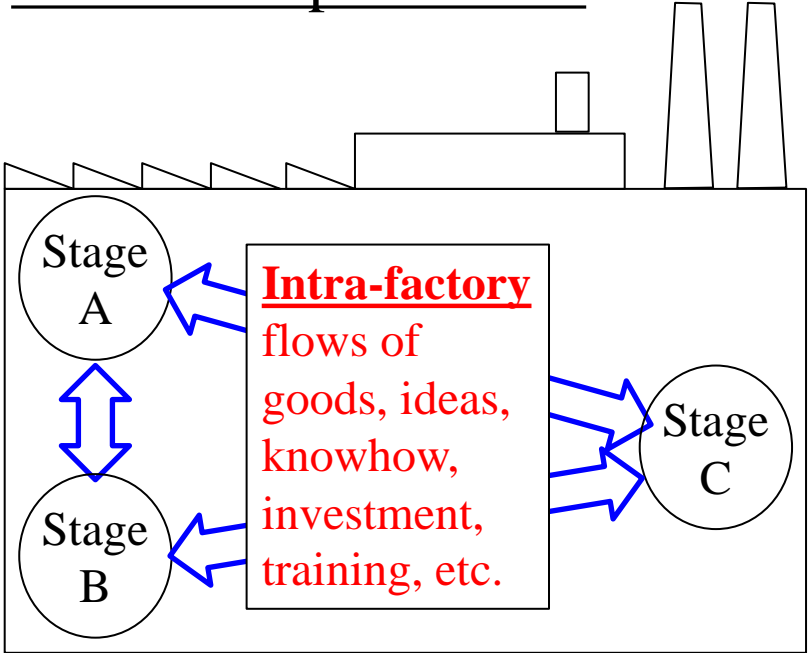 Stage
A
Intra-factory
flows of
goods, ideas,
knowhow,
investment,
training, etc.
Stage
B
Stage
C